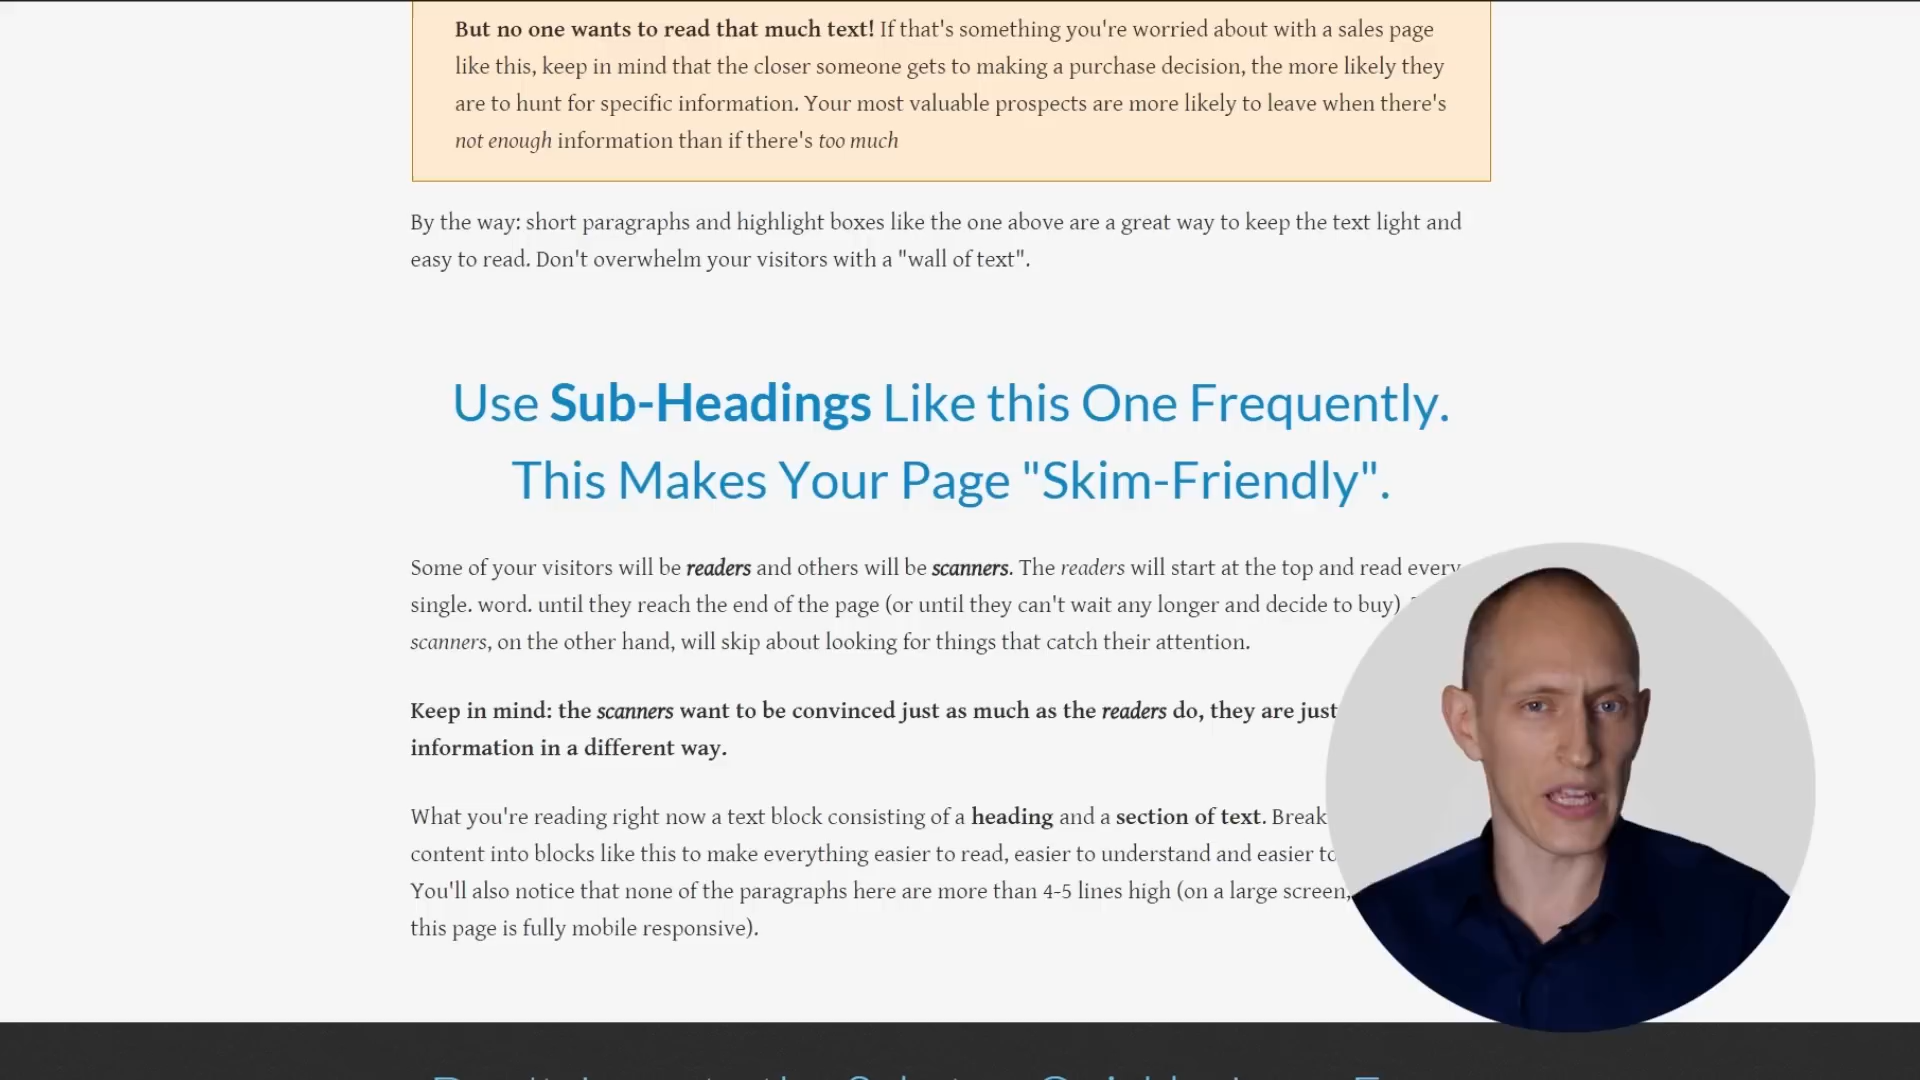 But no one wants to read that much text! If that's something you're worried about with a sales page
like this, keep in mind that the closer someone gets to making a purchase decision, the more likely they
are to hunt for specific information. Your most valuable prospects are more likely to leave when there's
not enough information than if there's too much
By the way: short paragraphs and highlight boxes like the one above are a great way to keep the text light and
easy to read. Don't overwhelm your visitors with a "wall of text".
Use Sub-Headings Like this One Frequently.
This Makes Your Page "Skim-Friendly".
Some of your visitors will be readers and others will be scanners. The readers will start at the top and read every
single. word. until they reach the end of the page (or until they can't wait any longer and decide to buy)
scanners, on the other hand, will skip about looking for things that catch their attention.
Keep in mind: the scanners want to be convinced just as much as the readers do, they are just
information in a different way.
What you're reading right now a text block consisting of a heading and a section of text. Break
content into blocks like this to make everything easier to read, easier to understand and easier to
You'll also notice that none of the paragraphs here are more than 4-5 lines high (on a large screen,
this page is fully mobile responsive).